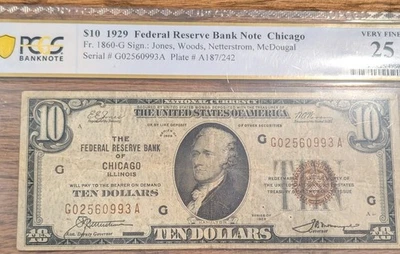 PCGS
BANKNOTE
$10 1929 Federal Reserve Bank Note Chicago
Fr. 1860-G Sign.: Jones, Woods, Netterstrom, McDougal
Serial # G02560993A Plate # A187/242
VERY FINE
25
NATIONAL CURRENCY
THE UNITED STATES OF AMERICA
10
10
A
THE
FEDERAL RESERVE BANK
OF
CHICAGO
ILLINOIS
WILL PAY TO THE BEARER ON DEMAND
TEN DOLLARS
G
G
G02560993A
G02560993A
G
G
TEN DOLLARS
10
10